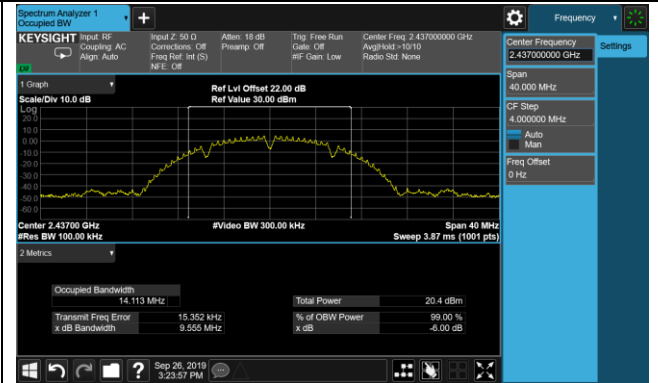 Spectrum Analyzer 1
Occupied BW
+
Frequency
KEYSIGHT
Input: RF
Coupling: AC
Align: Auto
Input Z: 50 Ω
Corrections: Off
Freq Ref: Int (S)
NFE: Off
Atten: 18 dB
Preamp: Off
Trig: Free Run
Gate: Off
#IF Gain: Low
Center Freq: 2.437000000 GHz
Avg|Hold:>10/10
Radio Std: None
Center Frequency
2.437000000 GHz
Settings
Span
40.000 MHz
CF Step
4.000000 MHz
Auto
Man
Freq Offset
0 Hz
1 Graph
Scale/Div 10.0 dB
Ref Lvl Offset 22.00 dB
Ref Value 30.00 dBm
Log
20.0
10.0
0.00
-10.0
-20.0
-30.0
-40.0
-50.0
-60.0
Center 2.43700 GHz
#Res BW 100.00 kHz
#Video BW 300.00 kHz
Span 40 MHz
Sweep 3.87 ms (1001 pts)
2 Metrics
Occupied Bandwidth
14.113 MHz
Total Power 20.4 dBm
Transmit Freq Error 15.352 kHz
% of OBW Power 99.00 %
x dB Bandwidth 9.555 MHz
x dB -6.00 dB
?
Sep 26, 2019
3:23:57 PM